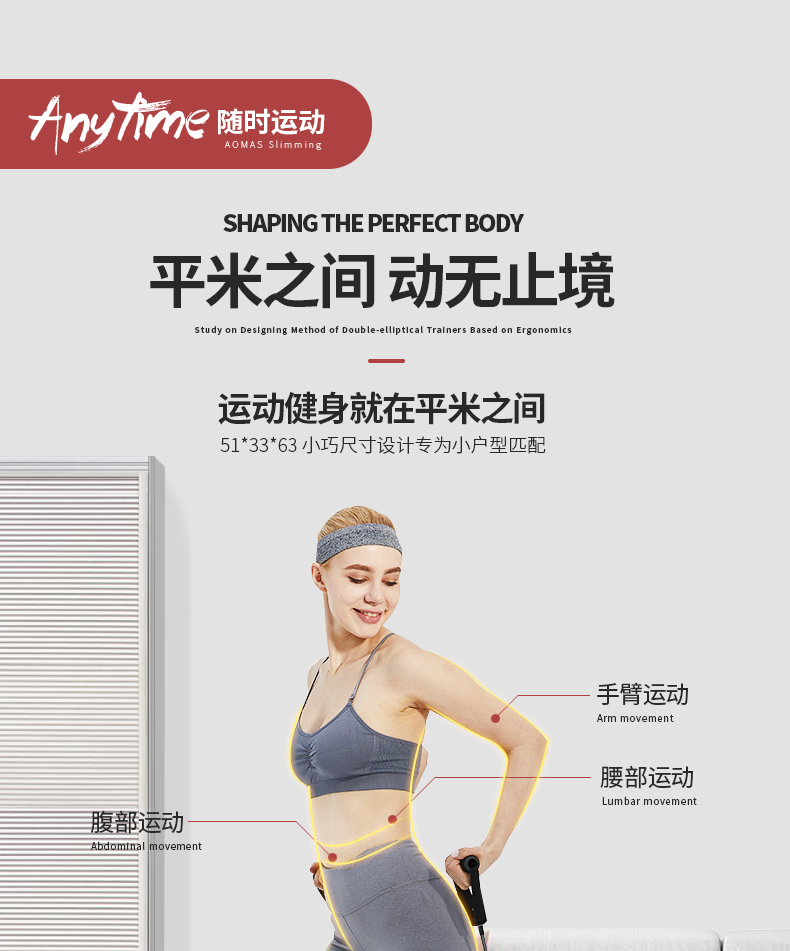 AnyTime 随时运动
AOMAS Slimming
SHAPING THE PERFECT BODY
平米之间 动无止境
Study on Designing Method of Double-elliptical Trainers Based on Ergonomics
运动健身就在平米之间
51*33*63 小巧尺寸设计专为小户型匹配
手臂运动
Arm movement
腰部运动
Lumbar movement
腹部运动
Abdominal movement